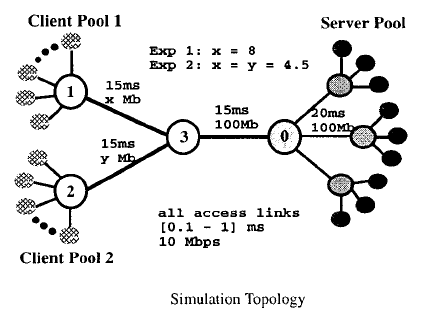 Client Pool 1
Server Pool
Exp 1: x = 8
Exp 2: x = y = 4.5
1
15ms
x Mb
15ms
100Mb
20ms
100Mb
3
0
15ms
y Mb
2
all access links
[0.1 - 1] ms
10 Mbps
Client Pool 2
Simulation Topology